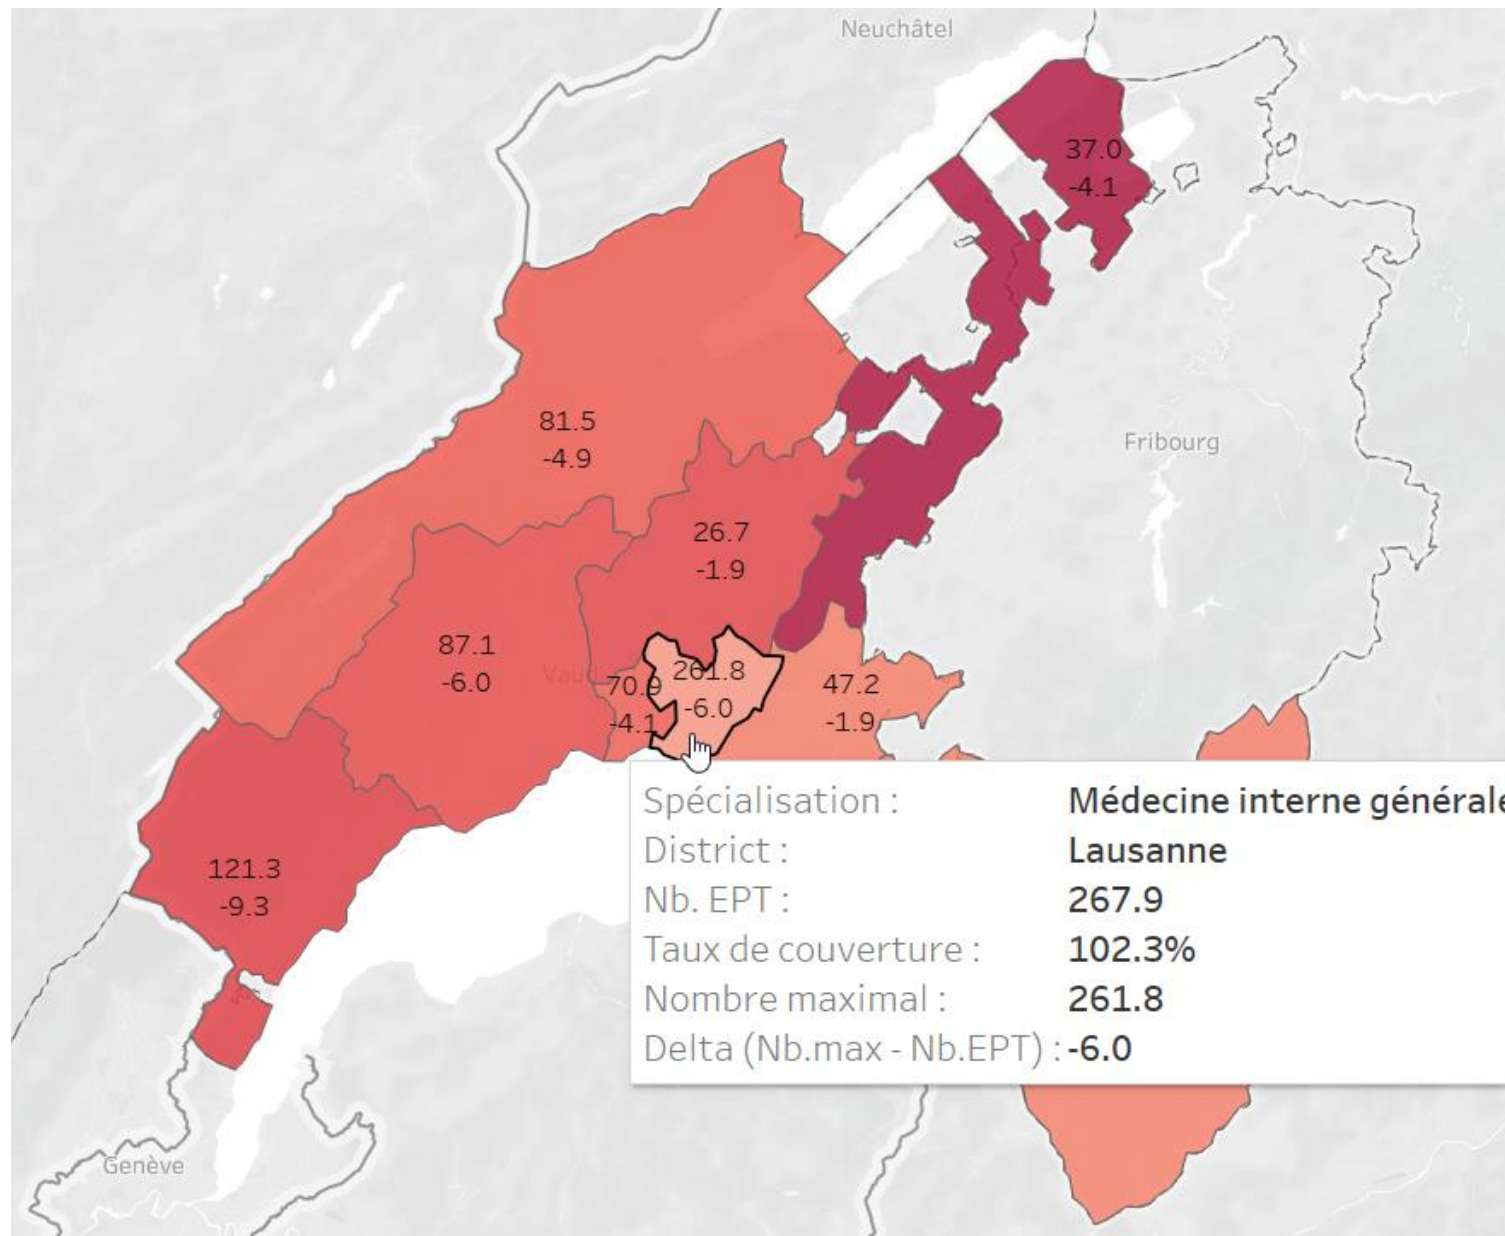 Neuchâtel
37.0
-4.1
81.5
-4.9
Fribourg
26.7
-1.9
87.1
-6.0
Vaud
70.9
-4.1
261.8
-6.0
47.2
-1.9
121.3
-9.3
Spécialisation : Médecine interne générale
District : Lausanne
Nb. EPT : 267.9
Taux de couverture : 102.3%
Nombre maximal : 261.8
Delta (Nb.max - Nb.EPT) : -6.0
Genève